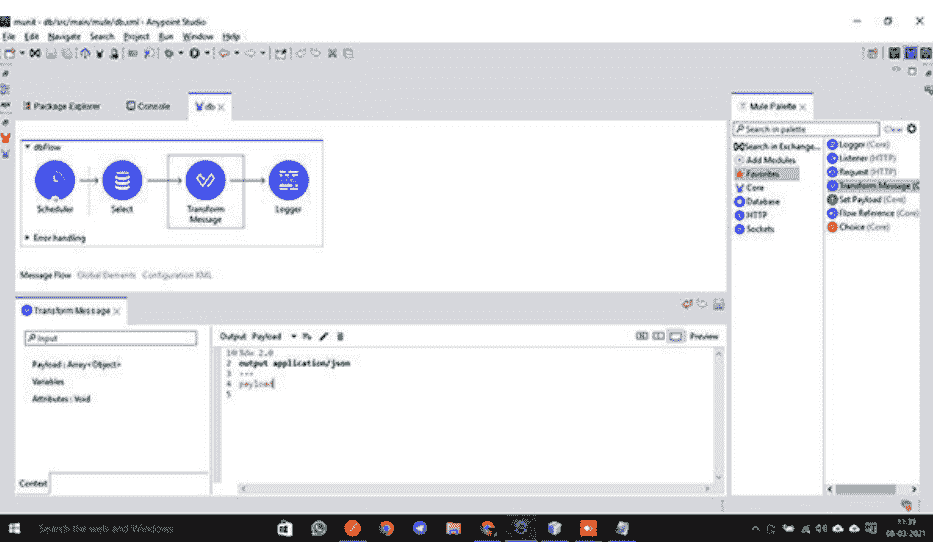 munit - db/src/main/mule/db.xml - Anypoint Studio
File Edit Navigate Search Project Run Window Help
Package Explorer
Console
db
dbFlow
Scheduler
Select
Transform Message
Logger
Error handling
Message Flow Global Elements Configuration XML
Mule Palette
Search in palette
Clear
Search in Exchange...
Add Modules
Favorites
Core
Database
HTTP
Sockets
Logger (Core)
Listener (HTTP)
Request (HTTP)
Transform Message (C
Set Payload (Core)
Flow Reference (Core)
Choice (Core)
Transform Message
input
Payload : Array<Object>
Variables
Attributes : Void
Context
Output Payload
Preview
1 %dw 2.0
2 output application/json
3 ---
4 payload
5
Search the web and Windows
11:39
08-03-2021